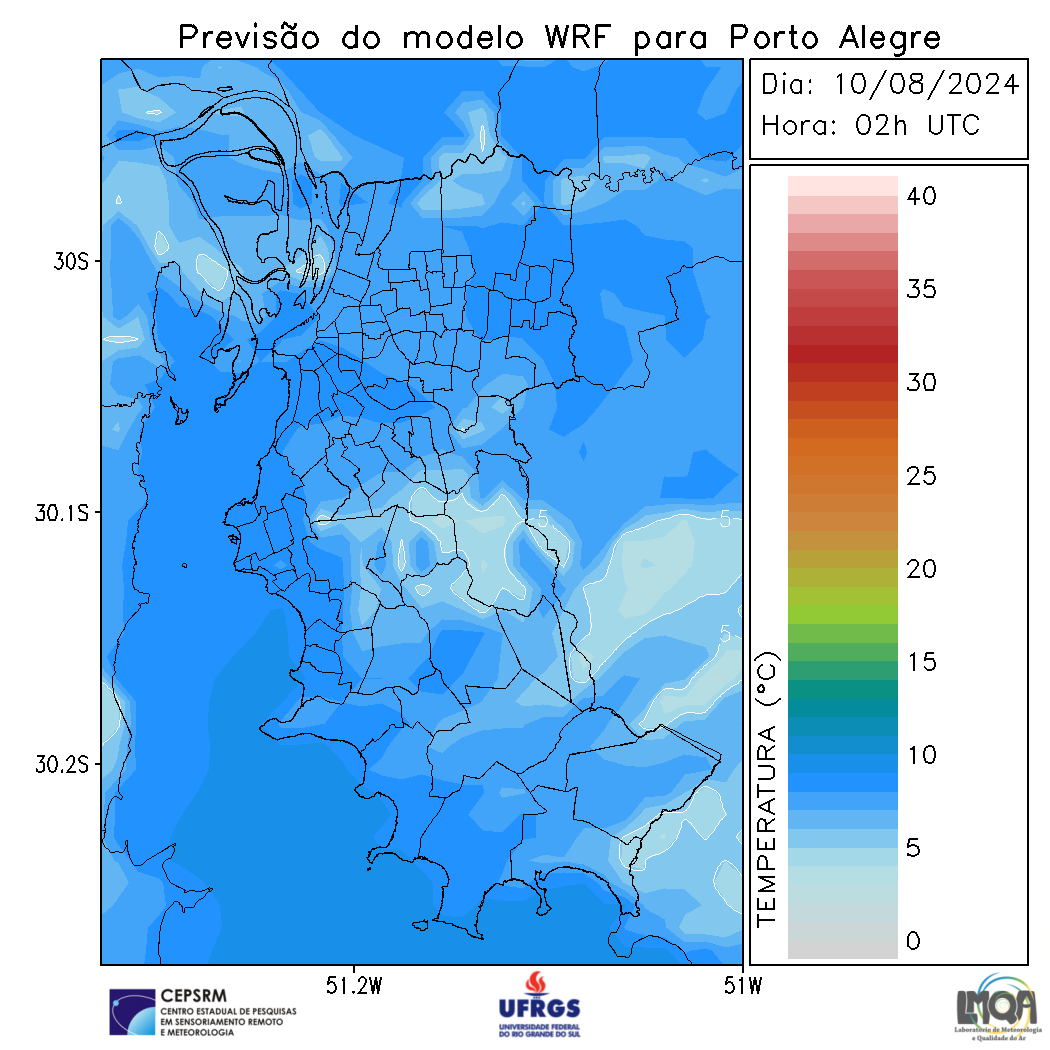 Previsão do modelo WRF para Porto Alegre
Dia: 10/08/2024
Hora: 02h UTC
40
35
30
25
20
15
10
5
0
TEMPERATURA (°C)
30S
30.1S
30.2S
5
5
5
51.2W
51W
CEPSRM
CENTRO ESTADUAL DE PESQUISAS
EM SENSORIAMENTO REMOTO
E METEOROLOGIA
UFRGS
UNIVERSIDADE FEDERAL
DO RIO GRANDE DO SUL
LMQA
Laboratório de Meteorologia
e Qualidade do Ar